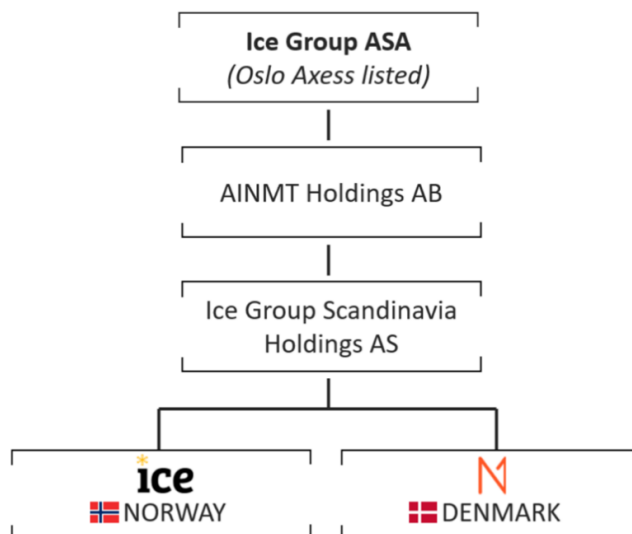 Ice Group ASA
(Oslo Axess listed)
AINMT Holdings AB
Ice Group Scandinavia
Holdings AS
ice
NORWAY
DENMARK